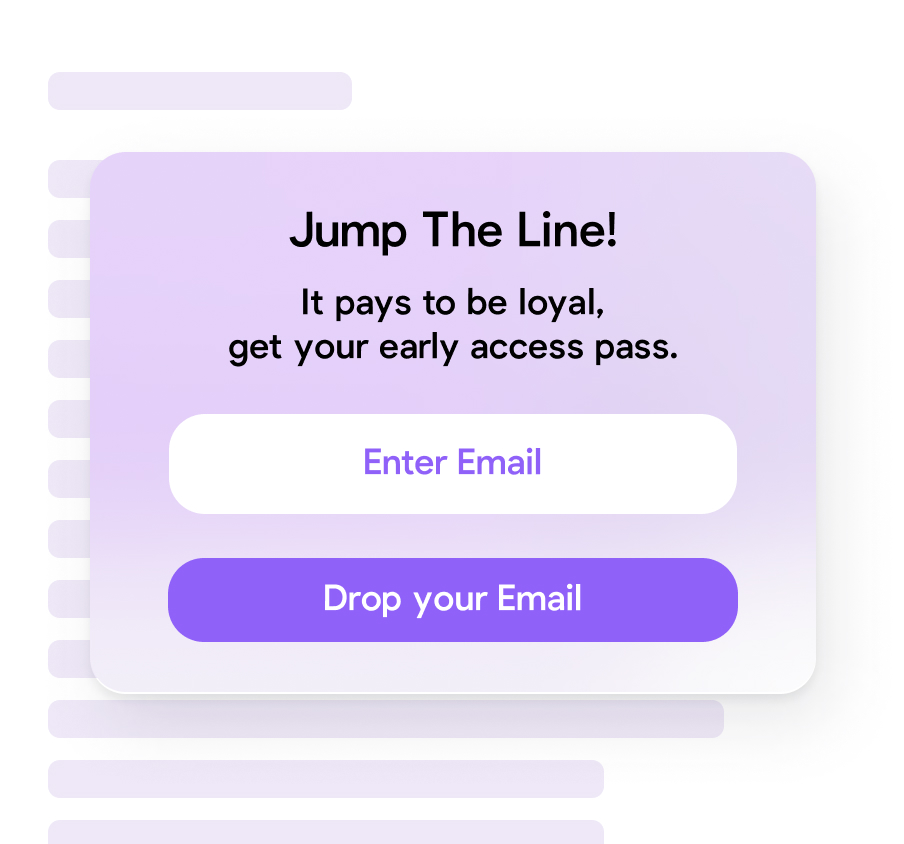 Jump The Line!
It pays to be loyal,
get your early access pass.
Enter Email
Drop your Email